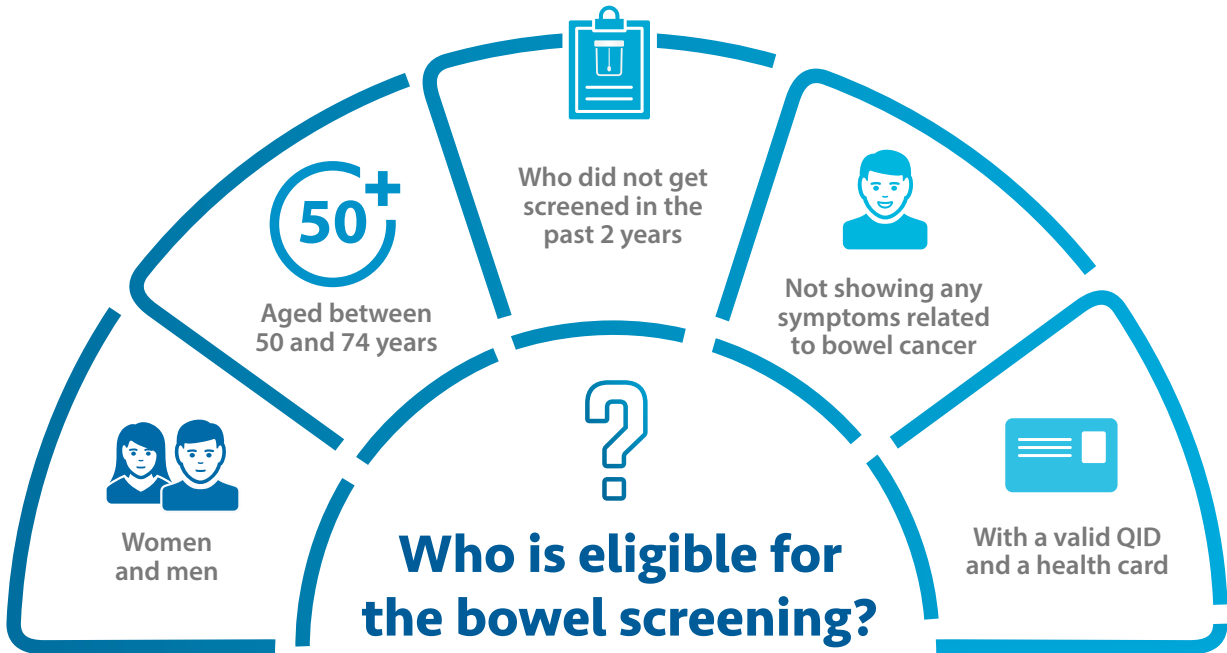 Women
and men
50+
Aged between
50 and 74 years
Who did not get
screened in the
past 2 years
Not showing any
symptoms related
to bowel cancer
With a valid QID
and a health card
?
Who is eligible for
the bowel screening?